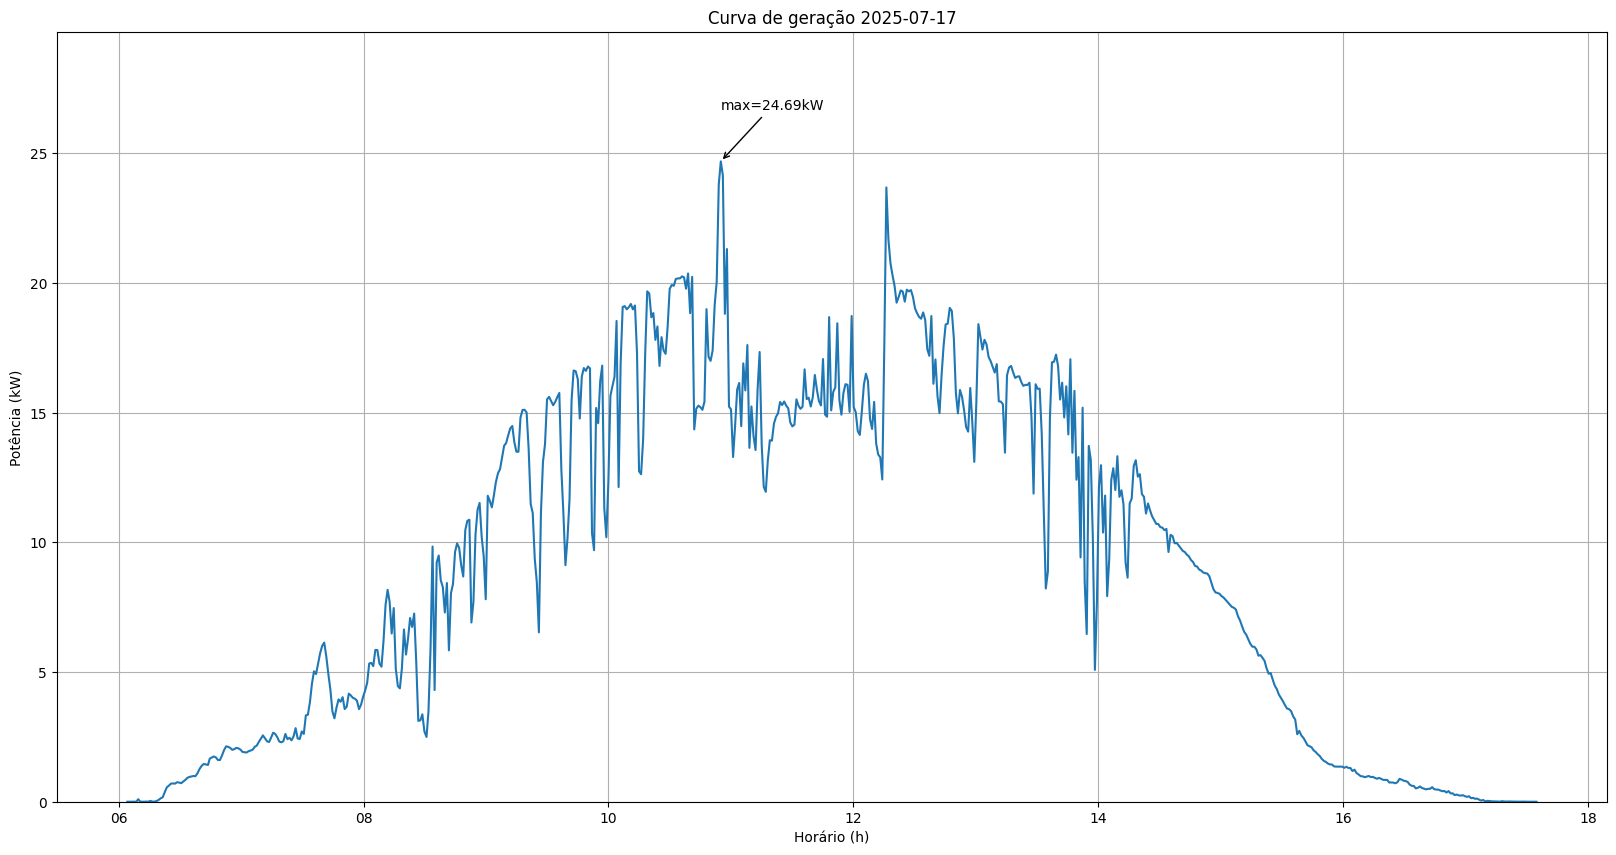 Curva de geração 2025-07-17
max=24.69kW
25
20
15
10
5
0
Potência (kW)
06 08 10 12 14 16 18
Horário (h)